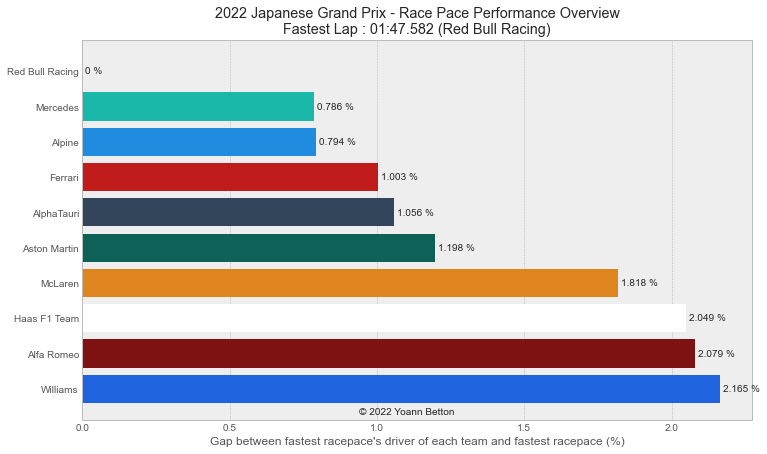 2022 Japanese Grand Prix - Race Pace Performance Overview
Fastest Lap : 01:47.582 (Red Bull Racing)
Red Bull Racing 0 %
Mercedes 0.786 %
Alpine 0.794 %
Ferrari 1.003 %
AlphaTauri 1.056 %
Aston Martin 1.198 %
McLaren 1.818 %
Haas F1 Team 2.049 %
Alfa Romeo 2.079 %
Williams 2.165 %
© 2022 Yoann Betton
0.0 0.5 1.0 1.5 2.0
Gap between fastest racepace's driver of each team and fastest racepace (%)